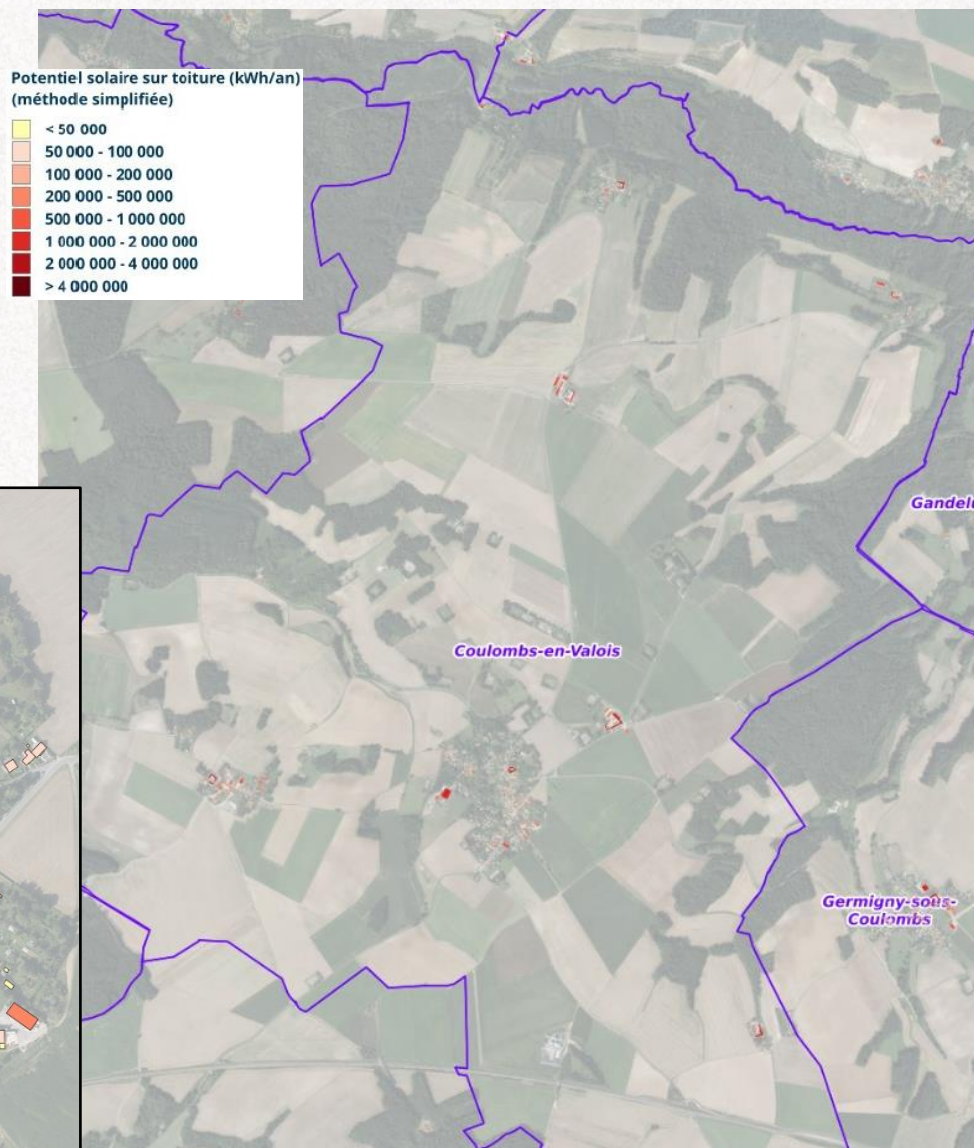 Potentiel solaire sur toiture (kWh/an)
(méthode simplifiée)
< 50 000
50 000 - 100 000
100 000 - 200 000
200 000 - 500 000
500 000 - 1 000 000
1 000 000 - 2 000 000
2 000 000 - 4 000 000
> 4 000 000
Gandelu
Coulombs-en-Valois
Germigny-sous-
Coulombs